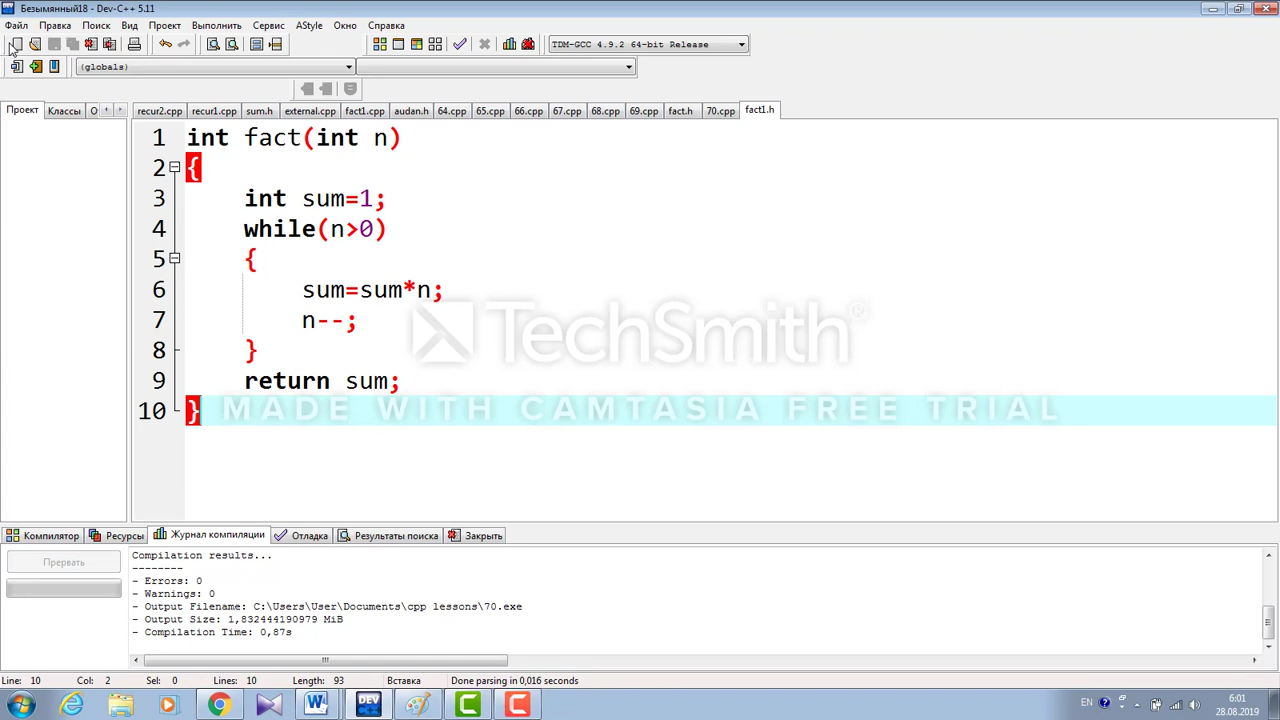 Безымянный18 - Dev-C++ 5.11
Файл Правка Поиск Вид Проект Выполнить Сервис AStyle Окно Справка
TDM-GCC 4.9.2 64-bit Release
(globals)
Проект Классы О recur2.cpp recur1.cpp sum.h external.cpp fact1.cpp audan.h 64.cpp 65.cpp 66.cpp 67.cpp 68.cpp 69.cpp fact.h 70.cpp fact1.h
1 int fact(int n)
2 {
3 int sum=1;
4 while(n>0)
5 {
6 sum=sum*n;
7 n--;
8 }
9 return sum;
10 }
TechSmith®
MADE WITH CAMTASIA FREE TRIAL
Компилятор Ресурсы Журнал компиляции Отладка Результаты поиска Закрыть
Прервать
Compilation results...
--------
- Errors: 0
- Warnings: 0
- Output Filename: C:\Users\User\Documents\cpp lessons\70.exe
- Output Size: 1,832444190979 MiB
- Compilation Time: 0,87s
Line: 10 Col: 2 Sel: 0 Lines: 10 Length: 93 Вставка Done parsing in 0,016 seconds
W DEV C C EN 6:01
28.08.2019